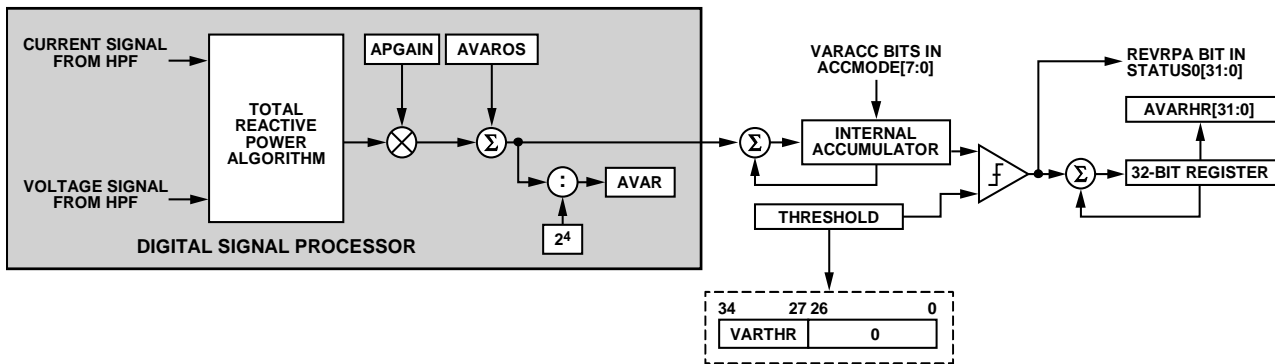 CURRENT SIGNAL
FROM HPF
VOLTAGE SIGNAL
FROM HPF
TOTAL
REACTIVE
POWER
ALGORITHM
APGAIN
AVAROS
Σ
:
AVAR
2⁴
DIGITAL SIGNAL PROCESSOR
Σ
VARACC BITS IN
ACCMODE[7:0]
INTERNAL
ACCUMULATOR
THRESHOLD
34 27 26 0
VARTHR 0
REVRPA BIT IN
STATUS0[31:0]
AVARHR[31:0]
Σ
32-BIT REGISTER